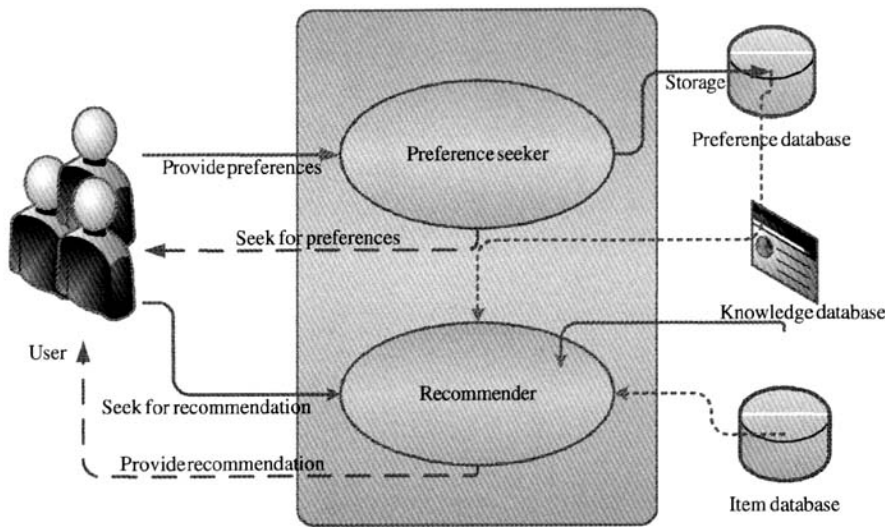 Storage
Preference database
Preference seeker
Provide preferences
Seek for preferences
Knowledge database
User
Recommender
Seek for recommendation
Provide recommendation
Item database